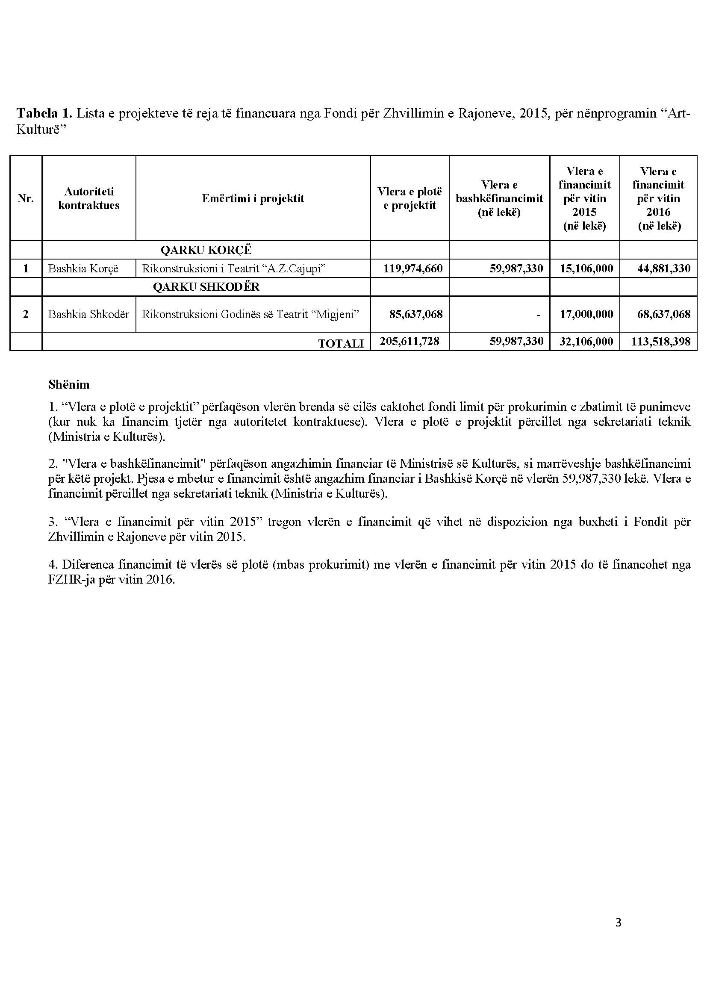 Tabela 1. Lista e projekteve të reja të financuara nga Fondi për Zhvillimin e Rajoneve, 2015, për nënprogramin “Art-
Kulturë”
Nr.
Autoriteti
kontraktues
Emërtimi i projektit
Vlera e plotë
e projektit
Vlera e
bashkëfinancimit
(në lekë)
Vlera e
financimit
për vitin
2015
(në lekë)
Vlera e
financimit
për vitin
2016
(në lekë)
QARKU KORÇË
1 Bashkia Korçë Rikonstruksioni i Teatrit “A.Z.Cajupi” 119,974,660 59,987,330 15,106,000 44,881,330
QARKU SHKODËR
2 Bashkia Shkodër Rikonstruksioni Godinës së Teatrit “Migjeni” 85,637,068 - 17,000,000 68,637,068
TOTALI 205,611,728 59,987,330 32,106,000 113,518,398
Shënim
1. “Vlera e plotë e projektit” përfaqëson vlerën brenda së cilës caktohet fondi limit për prokurimin e zbatimit të punimeve
(kur nuk ka financim tjetër nga autoritetet kontraktuese). Vlera e plotë e projektit përcillet nga sekretariati teknik
(Ministria e Kulturës).
2. "Vlera e bashkëfinancimit" përfaqëson angazhimin financiar të Ministrisë së Kulturës, si marrëveshje bashkëfinancimi
për këtë projekt. Pjesa e mbetur e financimit është angazhim financiar i Bashkisë Korçë në vlerën 59,987,330 lekë. Vlera e
financimit përcillet nga sekretariati teknik (Ministria e Kulturës).
3. “Vlera e financimit për vitin 2015” tregon vlerën e financimit që vihet në dispozicion nga buxheti i Fondit për
Zhvillimin e Rajoneve për vitin 2015.
4. Diferenca financimit të vlerës së plotë (mbas prokurimit) me vlerën e financimit për vitin 2015 do të financohet nga
FZHR-ja për vitin 2016.
3